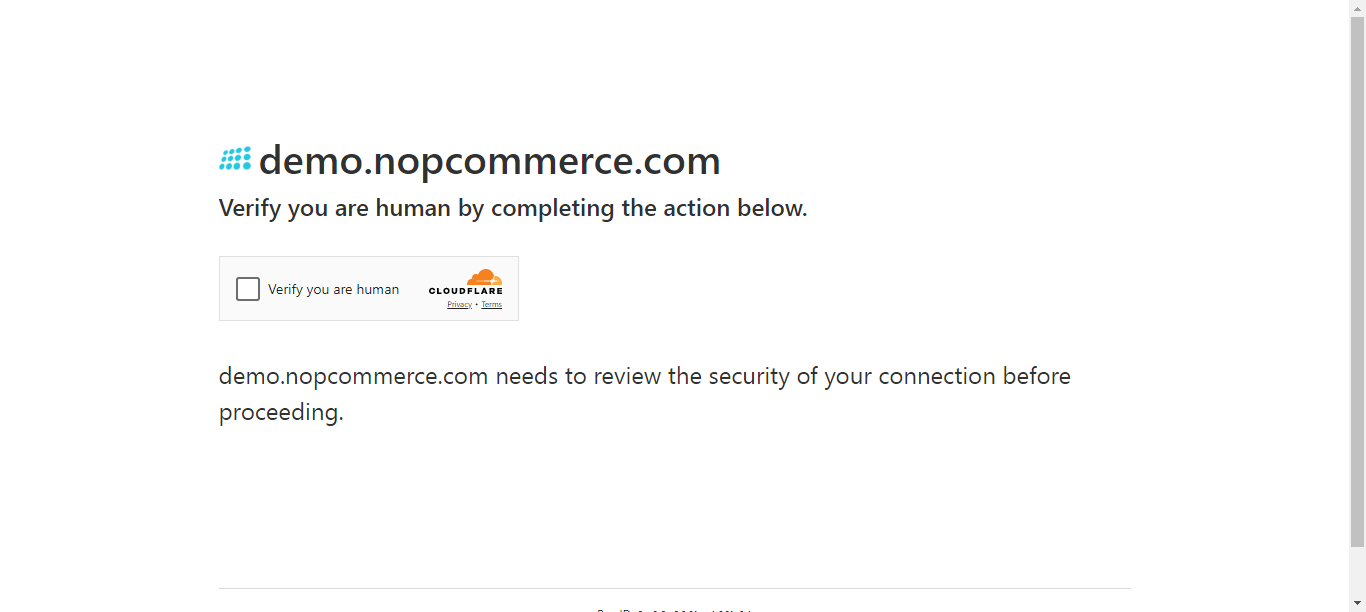 demo.nopcommerce.com
Verify you are human by completing the action below.
Verify you are human
CLOUDFLARE
Privacy • Terms
demo.nopcommerce.com needs to review the security of your connection before
proceeding.